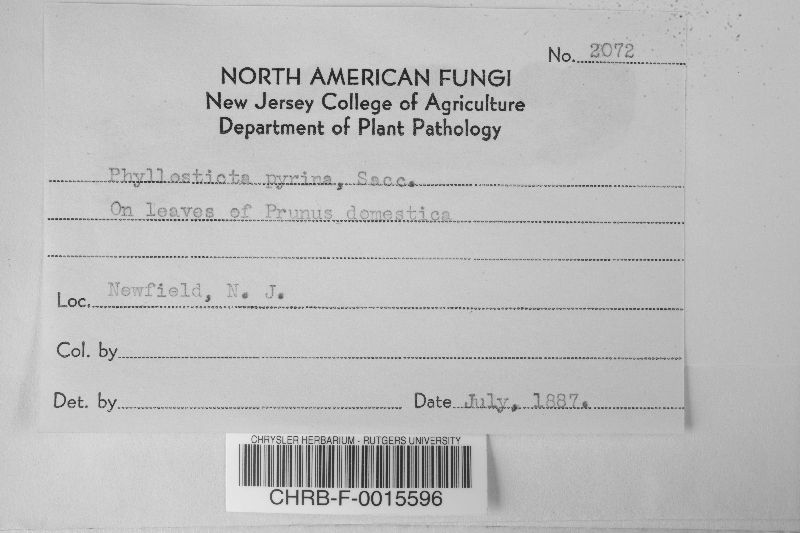 No. 2072
NORTH AMERICAN FUNGI
New Jersey College of Agriculture
Department of Plant Pathology
Phyllosticta pyrina, Sacc.
On leaves of Prunus domestica
Loc. Newfield, N. J.
Col. by
Det. by Date July, 1887.
CHRYSLER HERBARIUM - RUTGERS UNIVERSITY
CHRB-F-0015596